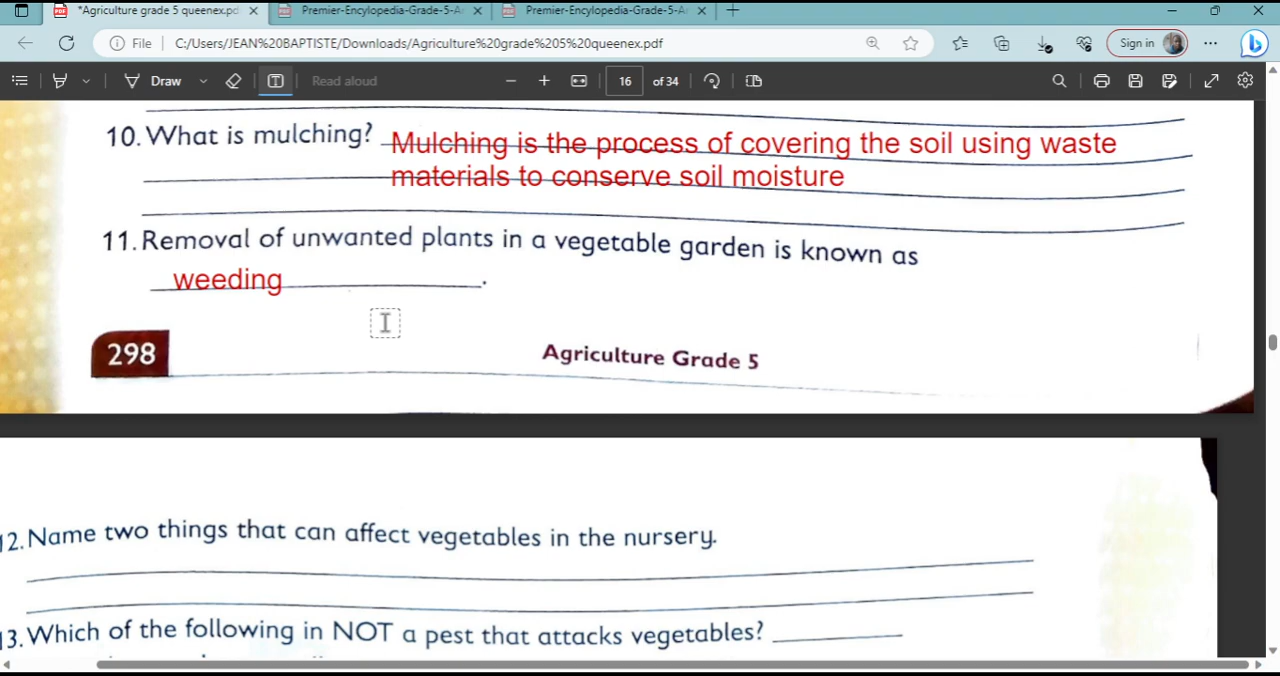 *Agriculture grade 5 queenex.pd
Premier-Encylopedia-Grade-5-A
Premier-Encylopedia-Grade-5-A
File
C:/Users/JEAN%20BAPTISTE/Downloads/Agriculture%20grade%205%20queenex.pdf
Sign in
Draw
Read aloud
16 of 34
10. What is mulching? Mulching is the process of covering the soil using waste
materials to conserve soil moisture
11. Removal of unwanted plants in a vegetable garden is known as
weeding .
298
Agriculture Grade 5
12. Name two things that can affect vegetables in the nursery.
13. Which of the following in NOT a pest that attacks vegetables?